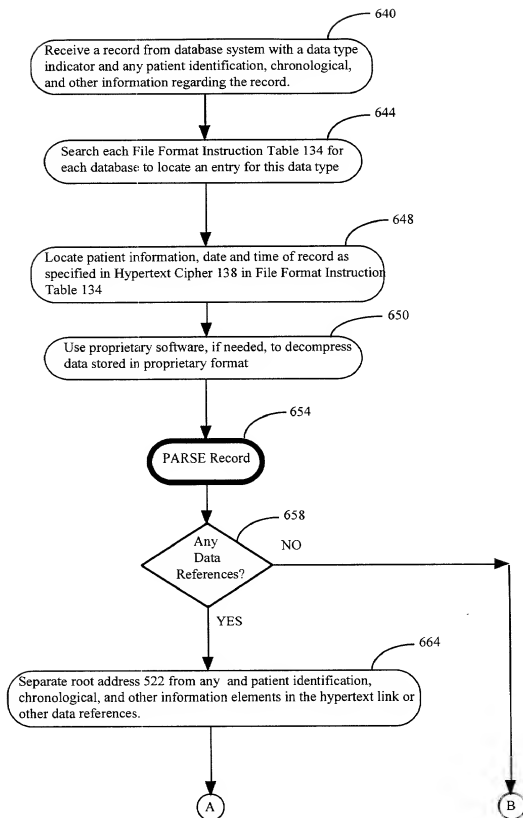 640
Receive a record from database system with a data type
indicator and any patient identification, chronological,
and other information regarding the record.
644
Search each File Format Instruction Table 134 for
each database to locate an entry for this data type
648
Locate patient information, date and time of record as
specified in Hypertext Cipher 138 in File Format Instruction
Table 134
650
Use proprietary software, if needed, to decompress
data stored in proprietary format
654
PARSE Record
658
Any
Data
References?
NO
YES
664
Separate root address 522 from any and patient identification,
chronological, and other information elements in the hypertext link or
other data references.
A
B